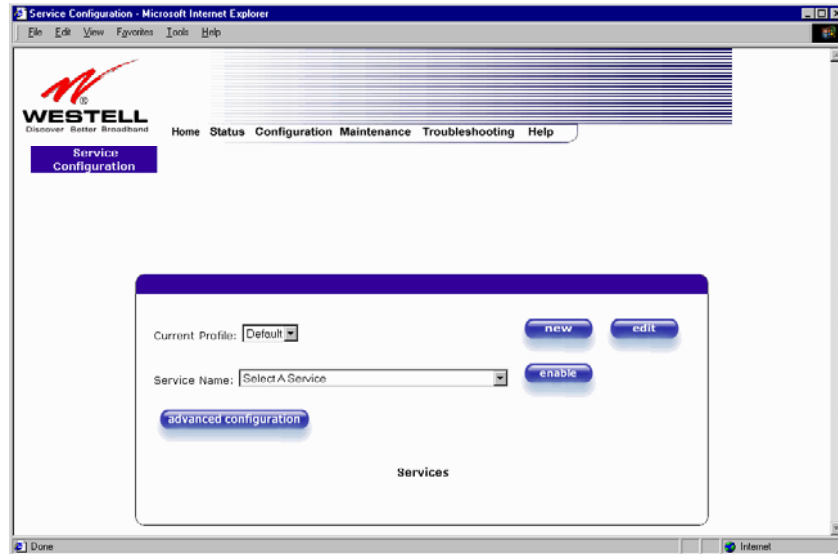 Service Configuration - Microsoft Internet Explorer
File Edit View Favorites Tools Help
WESTELL
®
Discover Better Broadband
Home Status Configuration Maintenance Troubleshooting Help
Service
Configuration
Current Profile: Default
new
edit
Service Name: Select A Service
enable
advanced configuration
Services
Done
Internet